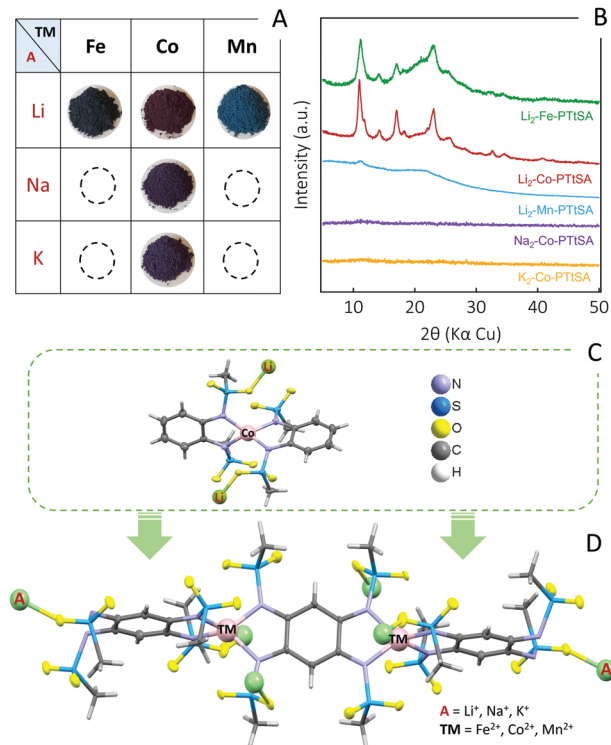 A
TM
A
Fe
Co
Mn
Li
Na
K
B
Intensity (a.u.)
Li₂-Fe-PTtSA
Li₂-Co-PTtSA
Li₂-Mn-PTtSA
Na₂-Co-PTtSA
K₂-Co-PTtSA
10 20 30 40 50
2θ (Kα Cu)
C
Li
Co
Li
N
S
O
C
H
D
A
TM
TM
A
A = Li⁺, Na⁺, K⁺
TM = Fe²⁺, Co²⁺, Mn²⁺